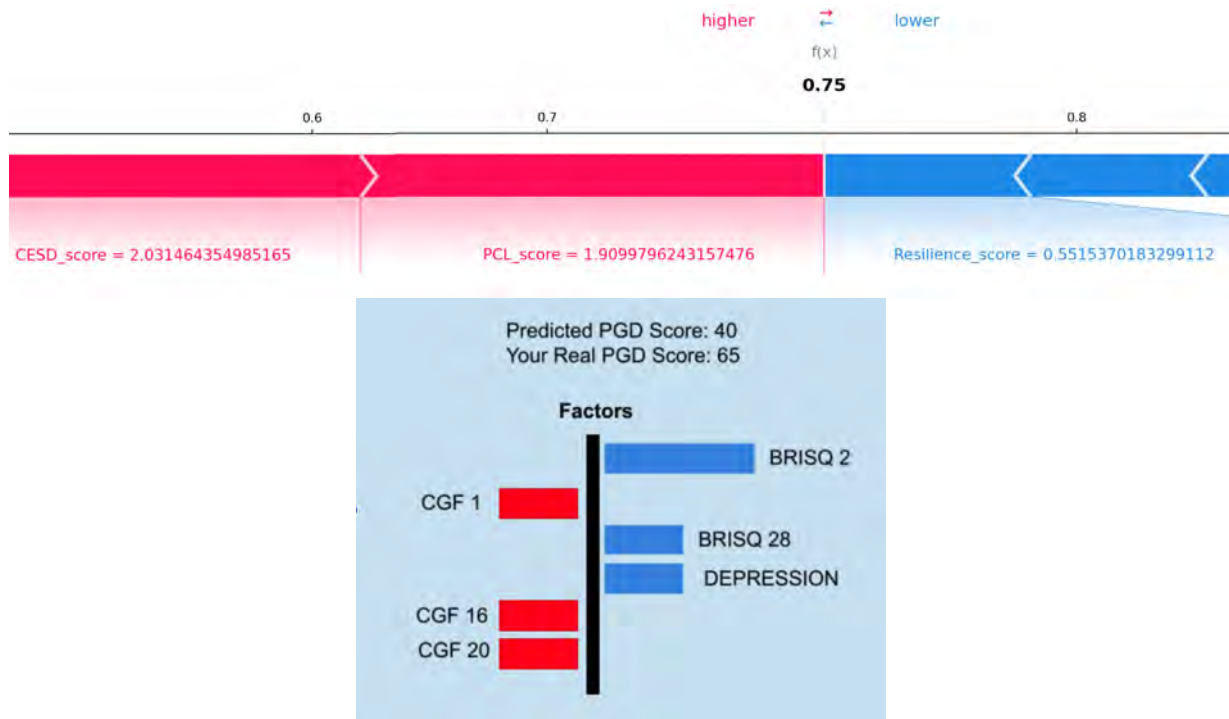 higher ⇄ lower
f(x)
0.75
0.6 0.7 0.8
CESD_score = 2.031464354985165 PCL_score = 1.9099796243157476 Resilience_score = 0.5515370183299112
Predicted PGD Score: 40
Your Real PGD Score: 65
Factors
BRISQ 2
CGF 1
BRISQ 28
DEPRESSION
CGF 16
CGF 20